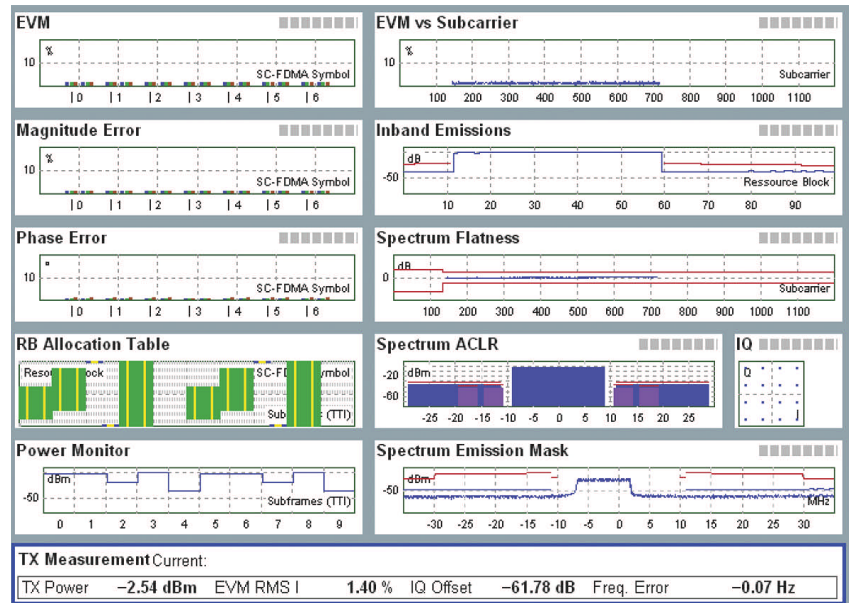 EVM
%
10
SC-FDMA Symbol
|0 |1 |2 |3 |4 |5 |6
EVM vs Subcarrier
%
10
Subcarrier
100 200 300 400 500 600 700 800 900 1000 1100
Magnitude Error
%
10
SC-FDMA Symbol
|0 |1 |2 |3 |4 |5 |6
Inband Emissions
dB
-50
Ressource Block
10 20 30 40 50 60 70 80 90
Phase Error
°
10
SC-FDMA Symbol
|0 |1 |2 |3 |4 |5 |6
Spectrum Flatness
dB
0
Subcarrier
100 200 300 400 500 600 700 800 900 1000 1100
RB Allocation Table
(TTI)
Spectrum ACLR
dBm
-20
-60
-25 -20 -15 -10 -5 0 5 10 15 20 25
IQ
Q
I
Power Monitor
dBm
-50
Subframes (TTI)
0 1 2 3 4 5 6 7 8 9
Spectrum Emission Mask
dBm
-50
MHz
-30 -25 -20 -15 -10 -5 0 5 10 15 20 25 30
TX Measurement Current:
TX Power -2.54 dBm EVM RMS I 1.40 % IQ Offset -61.78 dB Freq. Error -0.07 Hz